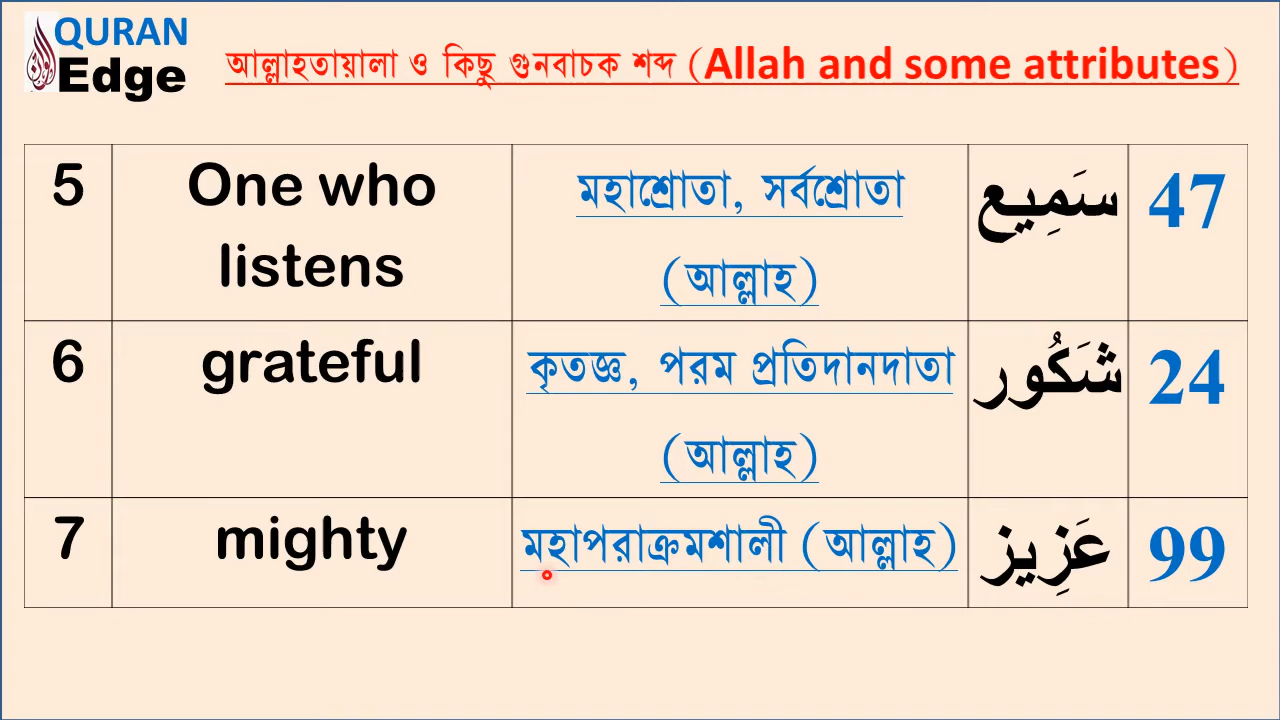 QURAN
Edge
আল্লাহতায়ালা ও কিছু গুনবাচক শব্দ (Allah and some attributes)
5 One who মহাশ্রোতা, সর্বশ্রোতা سَمِيع 47
listens (আল্লাহ)
6 grateful কৃতজ্ঞ, পরম প্রতিদানদাতা شَكُور 24
(আল্লাহ)
7 mighty মহাপরাক্রমশালী (আল্লাহ) عَزِيز 99